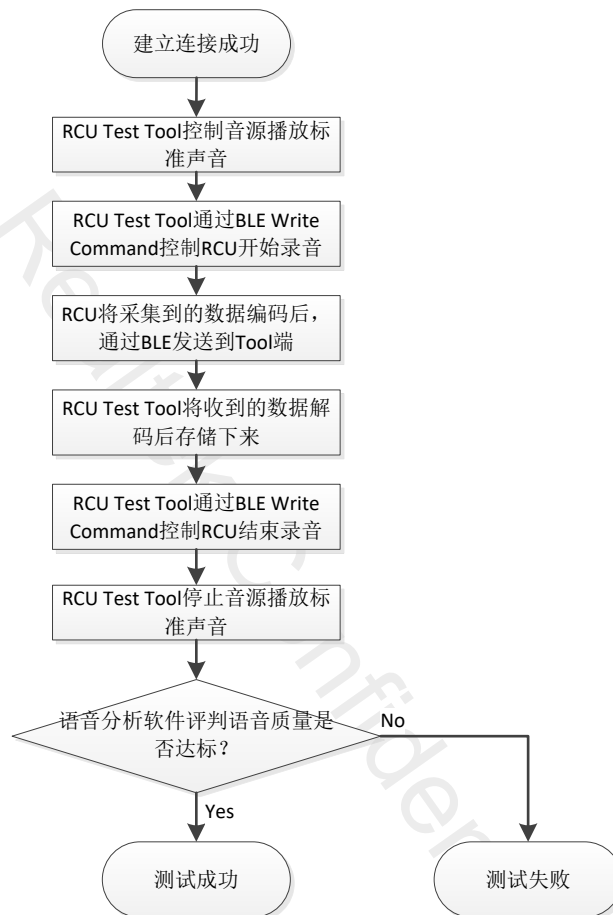 建立连接成功
RCU Test Tool控制音源播放标
准声音
RCU Test Tool通过BLE Write
Command控制RCU开始录音
RCU将采集到的数据编码后，
通过BLE发送到Tool端
RCU Test Tool将收到的数据解
码后存储下来
RCU Test Tool通过BLE Write
Command控制RCU结束录音
RCU Test Tool停止音源播放标
准声音
语音分析软件评判语音质量是
否达标？
No
Yes
测试成功
测试失败